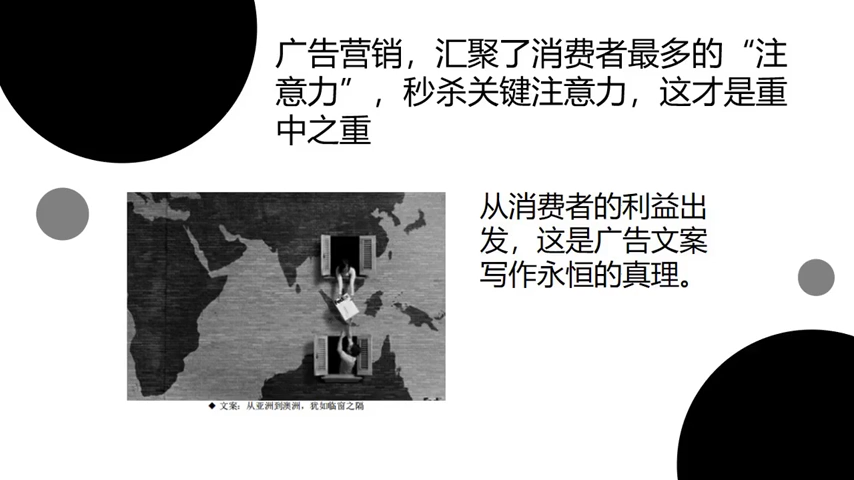 广告营销，汇聚了消费者最多的“注
意力”，秒杀关键注意力，这才是重
中之重
从消费者的利益出
发，这是广告文案
写作永恒的真理。
◆ 文案：从亚洲到澳洲，犹如临窗之隔